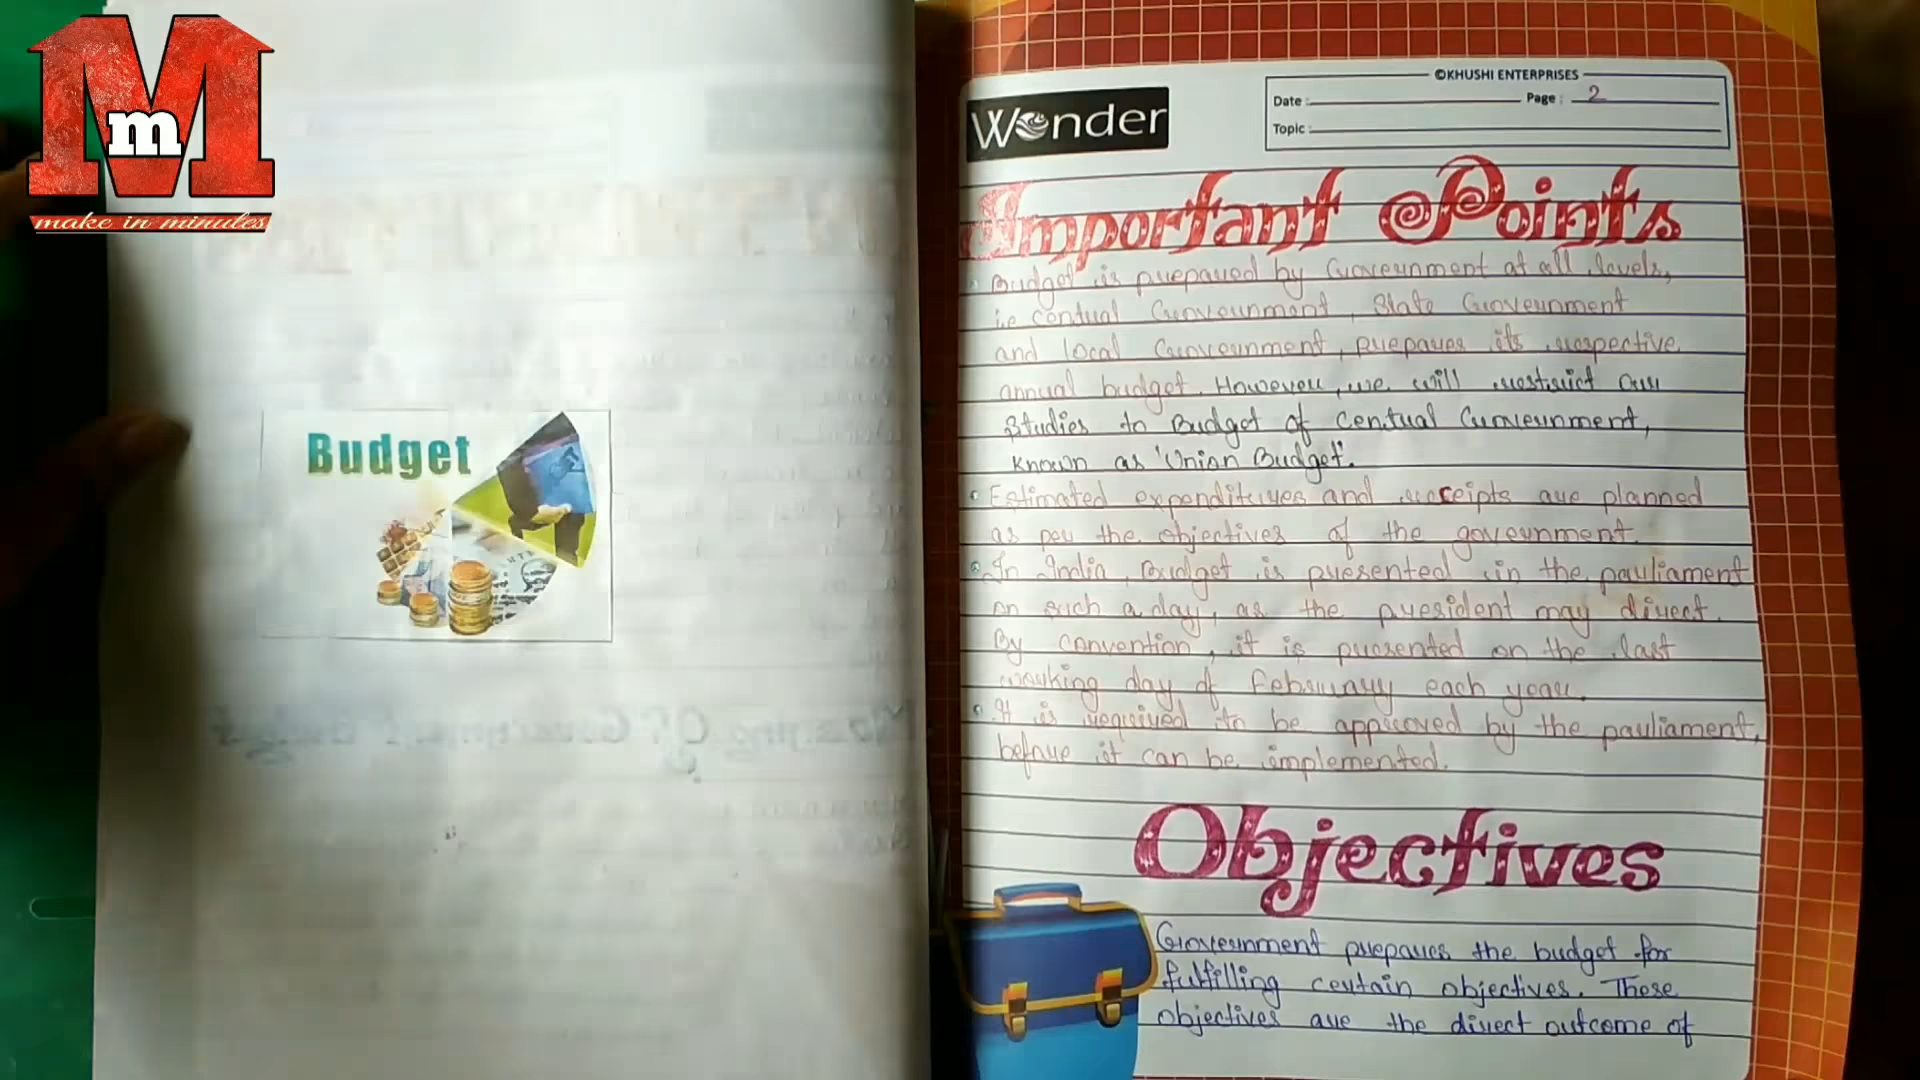 M
m
make in minutes
Budget
©KHUSHI ENTERPRISES
Wonder
Date :
Page : 2
Topic :
Important Points
Budget is prepared by Government at all levels,
i.e central Government, State Government
and local Government, prepares its respective
annual budget. However, we will restrict our
Studies to Budget of Central Government,
known as 'Union Budget'.
Estimated expenditures and receipts are planned
as per the objectives of the government.
In India, Budget is presented in the parliament
on such a day, as the president may direct.
By convention, it is presented on the last
working day of February each year.
It is required to be approved by the parliament,
before it can be implemented.
Objectives
Government prepares the budget for
fulfilling certain objectives. These
objectives are the direct outcome of